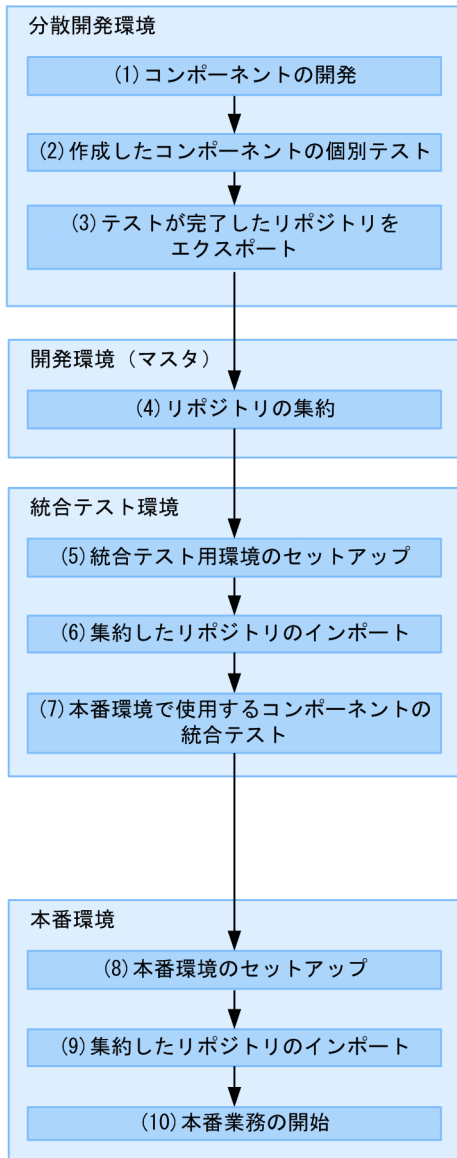 分散開発環境
(1)コンポーネントの開発
(2)作成したコンポーネントの個別テスト
(3)テストが完了したリポジトリを
エクスポート
開発環境（マスタ）
(4)リポジトリの集約
統合テスト環境
(5)統合テスト用環境のセットアップ
(6)集約したリポジトリのインポート
(7)本番環境で使用するコンポーネントの
統合テスト
本番環境
(8)本番環境のセットアップ
(9)集約したリポジトリのインポート
(10)本番業務の開始